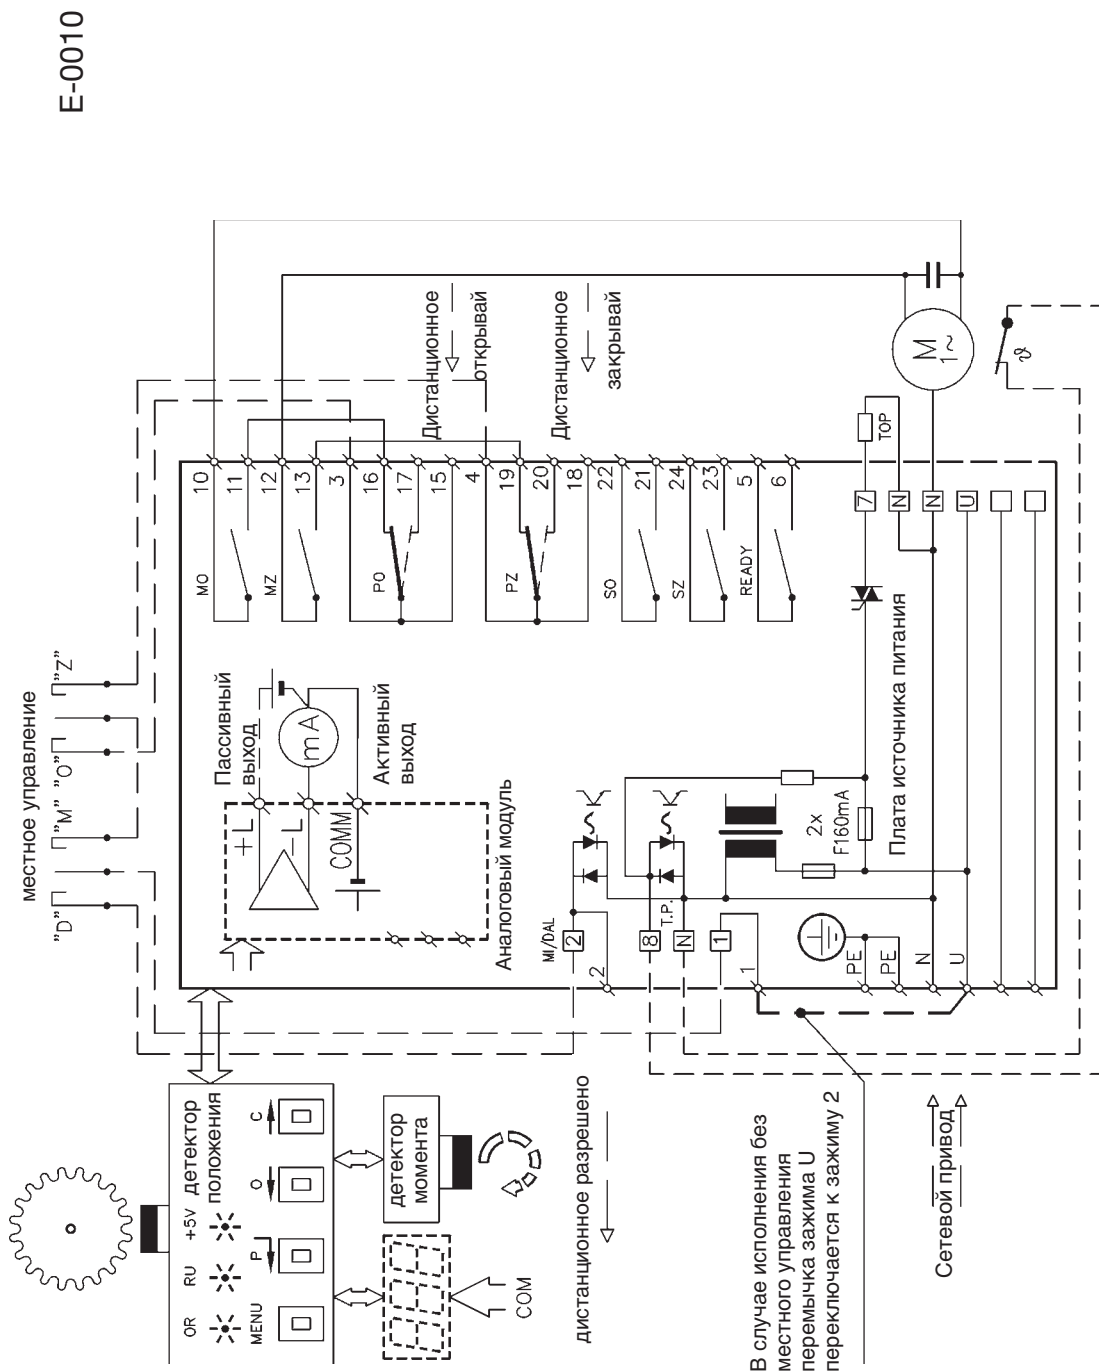 E-0010
местное управление
"D"
"M"
"O"
"Z"
Пассивный
выход
+L
-L
COMM
mA
Активный
выход
Аналоговый модуль
MO
MZ
PO
PZ
SO
SZ
READY
10
11
12
13
3
16
17
15
4
19
20
18
22
21
24
23
5
6
Дистанционное
открывай
Дистанционное
закрывай
M
1~
ϑ
TOP
7
N
N
U
Плата источника питания
2x
F160mA
MI/DAL
2
2
8
T.P.
N
1
1
PE
PE
N
U
детектор
положения
+5V
RU
OR
MENU
P
O
C
детектор
момента
COM
дистанционное разрешено
В случае исполнения без
местного управления
перемычка зажима U
переключается к зажиму 2
Сетевой привод